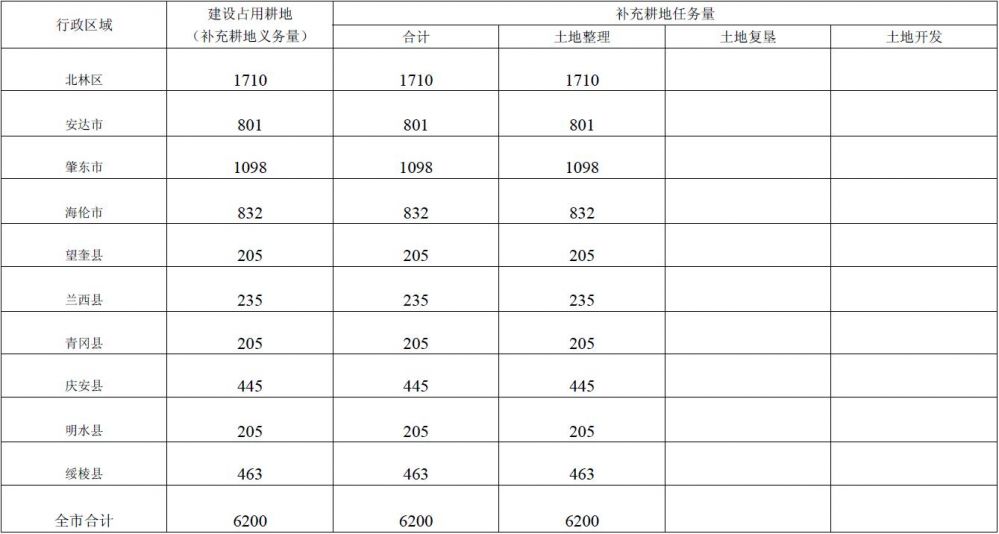 行政区域 建设占用耕地 补充耕地任务量
(补充耕地义务量) 合计 土地整理 土地复垦 土地开发
北林区 1710 1710 1710
安达市 801 801 801
肇东市 1098 1098 1098
海伦市 832 832 832
望奎县 205 205 205
兰西县 235 235 235
青冈县 205 205 205
庆安县 445 445 445
明水县 205 205 205
绥棱县 463 463 463
全市合计 6200 6200 6200